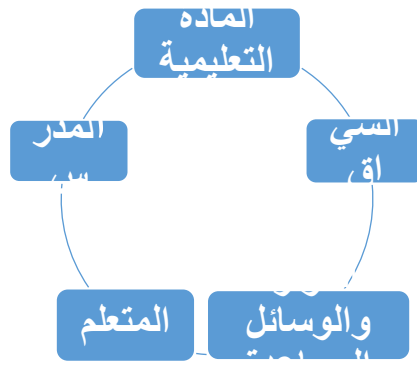 المادة
التعليمية
السي
اق
والوسائل
المتعلم
المدر
س